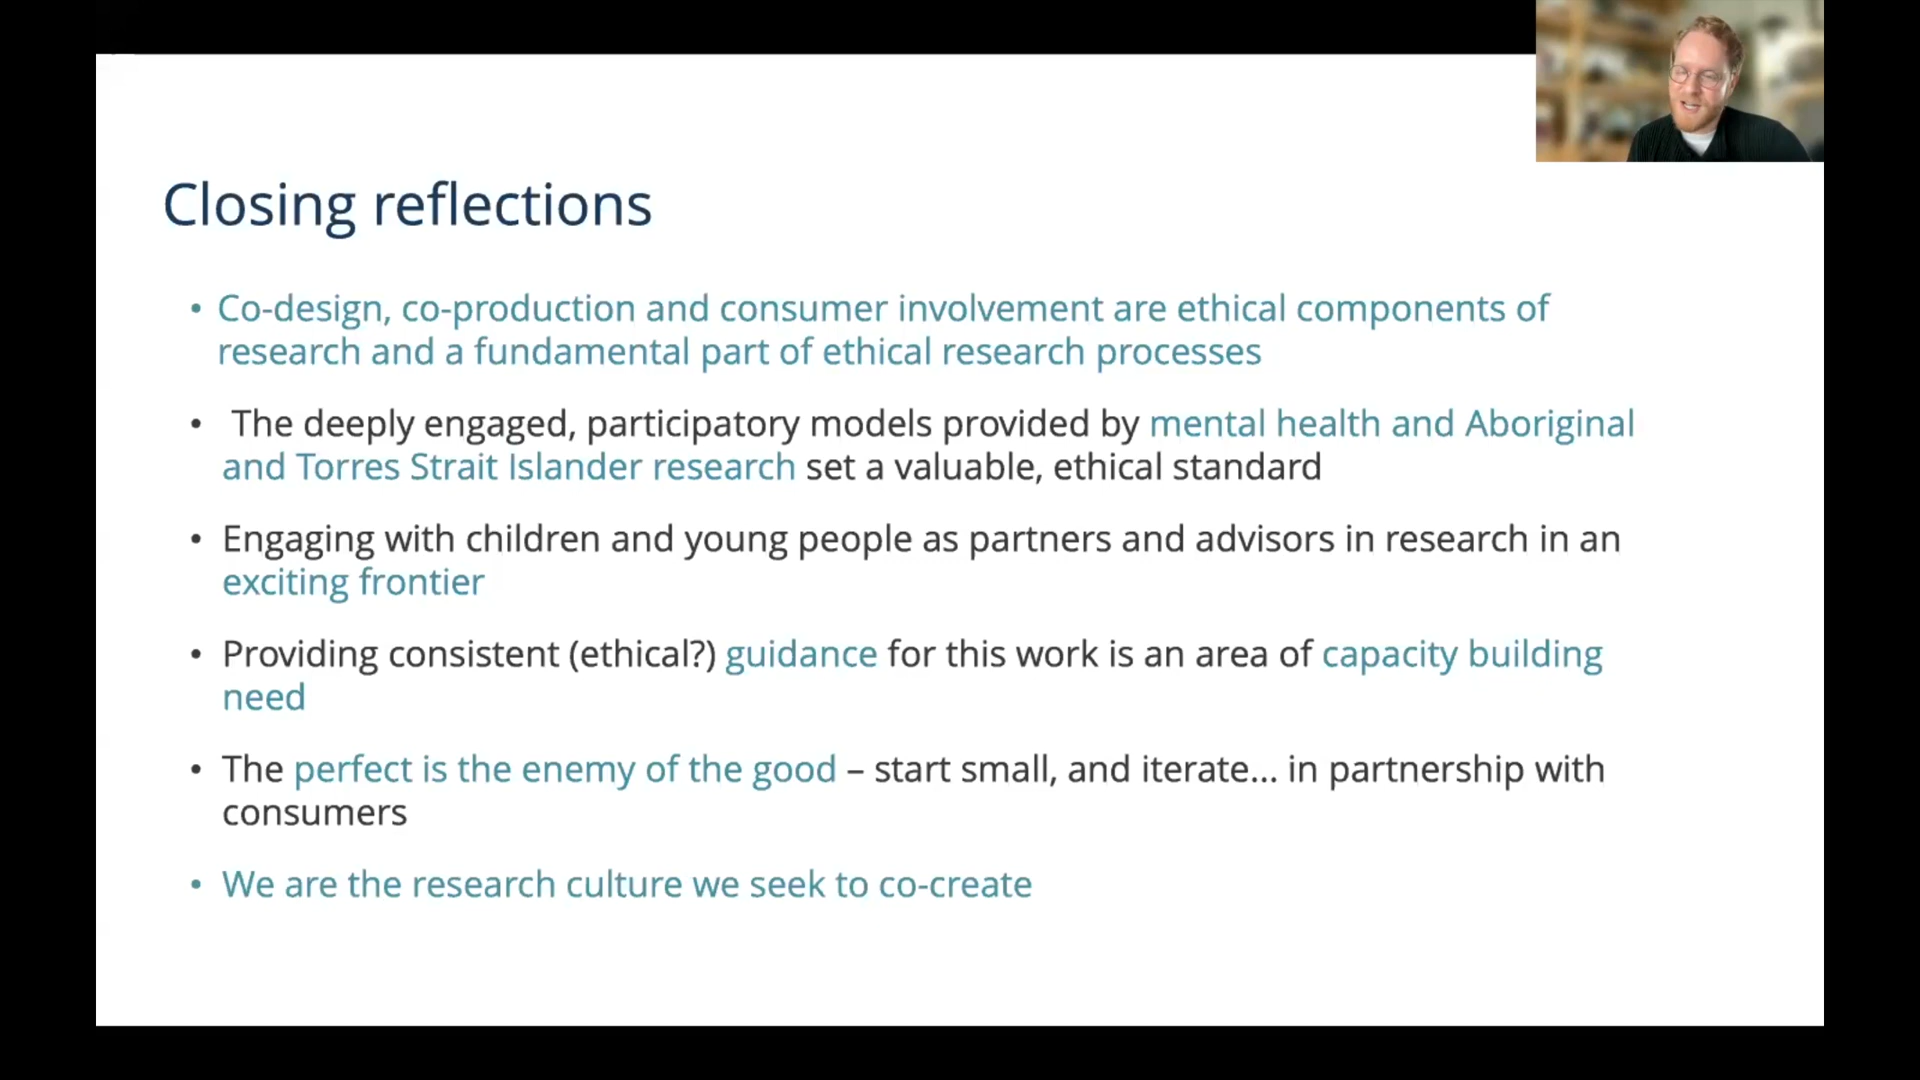 Closing reflections
• Co-design, co-production and consumer involvement are ethical components of
research and a fundamental part of ethical research processes
• The deeply engaged, participatory models provided by mental health and Aboriginal
and Torres Strait Islander research set a valuable, ethical standard
• Engaging with children and young people as partners and advisors in research in an
exciting frontier
• Providing consistent (ethical?) guidance for this work is an area of capacity building
need
• The perfect is the enemy of the good – start small, and iterate... in partnership with
consumers
• We are the research culture we seek to co-create